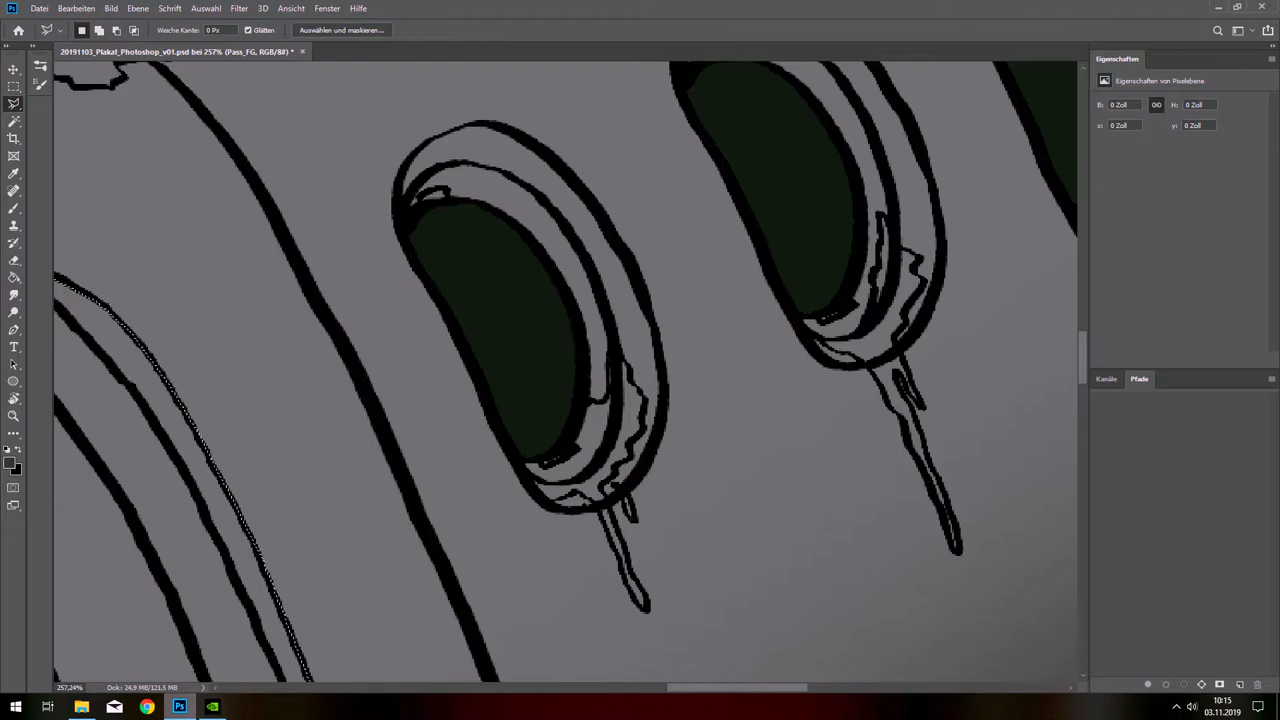 Datei Bearbeiten Bild Ebene Schrift Auswahl Filter 3D Ansicht Fenster Hilfe
Weiche Kante: 0 Px Glätten Auswählen und maskieren...
20191103_Plakat_Photoshop_v01.psd bei 257% (Pass_FG, RGB/8#) *
Eigenschaften
Eigenschaften von Pixelebene
B: 0 Zoll H: 0 Zoll
x: 0 Zoll y: 0 Zoll
Kanäle Pfade
257,24% Dok: 24,9 MB/121,5 MB
10:15
03.11.2019